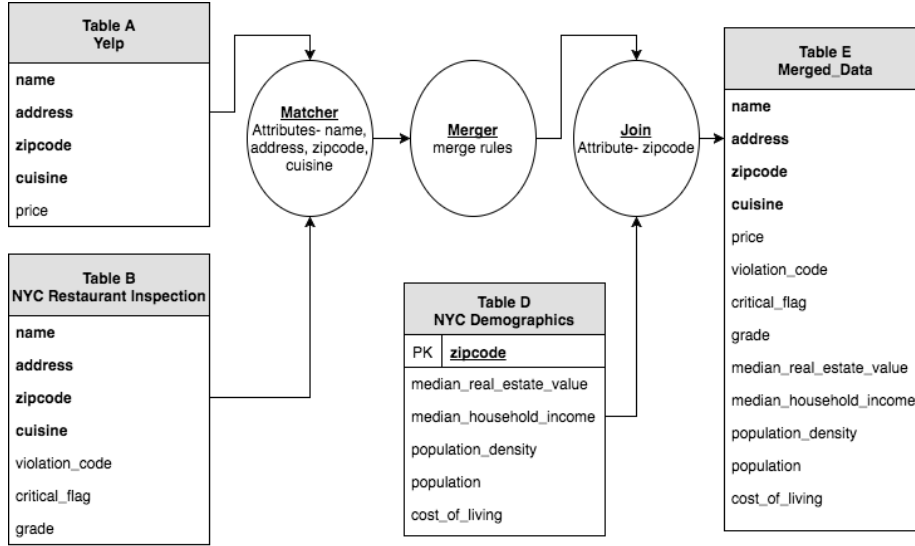 Table A
Yelp
name
address
zipcode
cuisine
price
Table B
NYC Restaurant Inspection
name
address
zipcode
cuisine
violation_code
critical_flag
grade
Matcher
Attributes- name,
address, zipcode,
cuisine
Merger
merge rules
Join
Attribute- zipcode
Table D
NYC Demographics
PK zipcode
median_real_estate_value
median_household_income
population_density
population
cost_of_living
Table E
Merged_Data
name
address
zipcode
cuisine
price
violation_code
critical_flag
grade
median_real_estate_value
median_household_income
population_density
population
cost_of_living